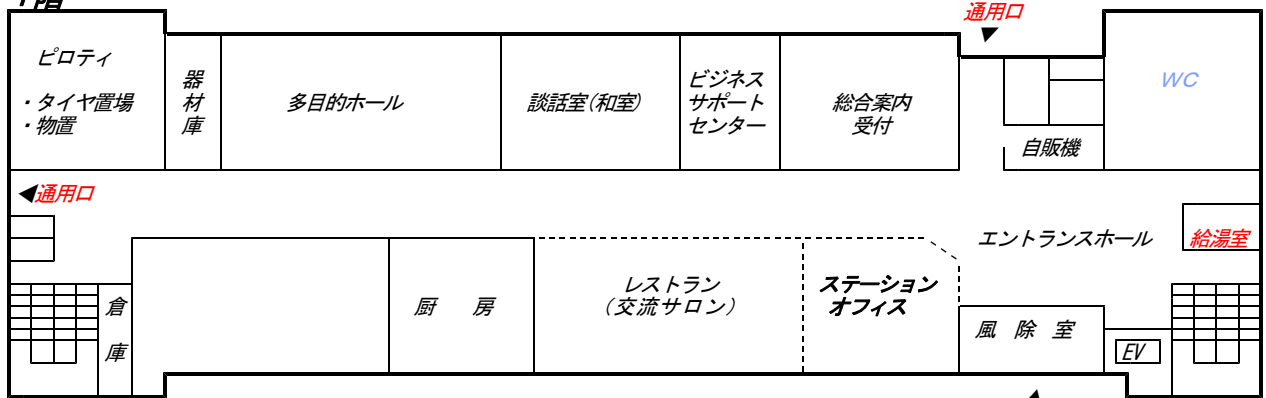 1階
通用口
ピロティ
・タイヤ置場
・物置
器
材
庫
多目的ホール
談話室(和室)
ビジネス
サポート
センター
総合案内
受付
WC
自販機
通用口
エントランスホール
給湯室
倉
庫
厨 房
レストラン
（交流サロン）
ステーション
オフィス
風 除 室
EV